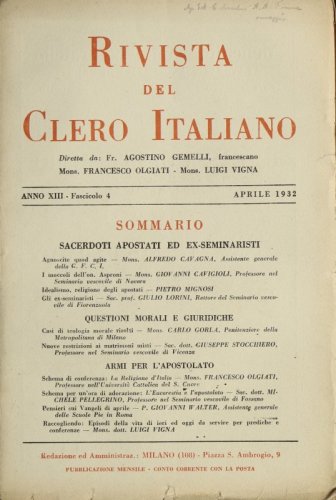 RIVISTA
DEL
CLERO ITALIANO
Diretta da: Fr. AGOSTINO GEMELLI, francescano
Mons. FRANCESCO OLGIATI - Mons. LUIGI VIGNA
ANNO XIII - Fascicolo 4 APRILE 1932
SOMMARIO
SACERDOTI APOSTATI ED EX-SEMINARISTI
Agnoscite quod agite — Mons. ALFREDO CAVAGNA, Assistente generale
della G. F. C. I.
I moccoli dell'on. Asproni — Mons. GIOVANNI CAVIGIOLI, Professore nel
Seminario vescovile di Novara
Idealismo, religione degli apostati — PIETRO MIGNOSI
Gli ex-seminaristi — Sac. prof. GIULIO LORINI, Rettore del Seminario vesco-
vile di Fiorenzuola
QUESTIONI MORALI E GIURIDICHE
Casi di teologia morale risolti — Mons. CARLO GORLA, Penitenziere della
Metropolitana di Milano
Nuove restrizioni ai matrimoni misti — Sac. dott. GIUSEPPE STOCCHIERO,
Professore nel Seminario vescovile di Vicenza
ARMI PER L'APOSTOLATO
Schema di conferenza: La Religione d'Italia — Mons. FRANCESCO OLGIATI,
Professore nell'Università Cattolica del S. Cuore
Schema per un'ora di adorazione: L'Eucarestia e l'apostolato — Sac. dott. MI-
CHELE PELLEGRINO, Professore nel Seminario vescovile di Fossano
Pensieri sui Vangeli di aprile — P. GIOVANNI WALTER, Assistente generale
delle Scuole Pie in Roma
Raccogliendo: Episodi della vita di ieri ed oggi da servire per prediche e
conferenze — Mons. dott. LUIGI VIGNA
Redazione ed Amministraz.: MILANO (108) - Piazza S. Ambrogio, 9
PUBBLICAZIONE MENSILE - CONTO CORRENTE CON LA POSTA